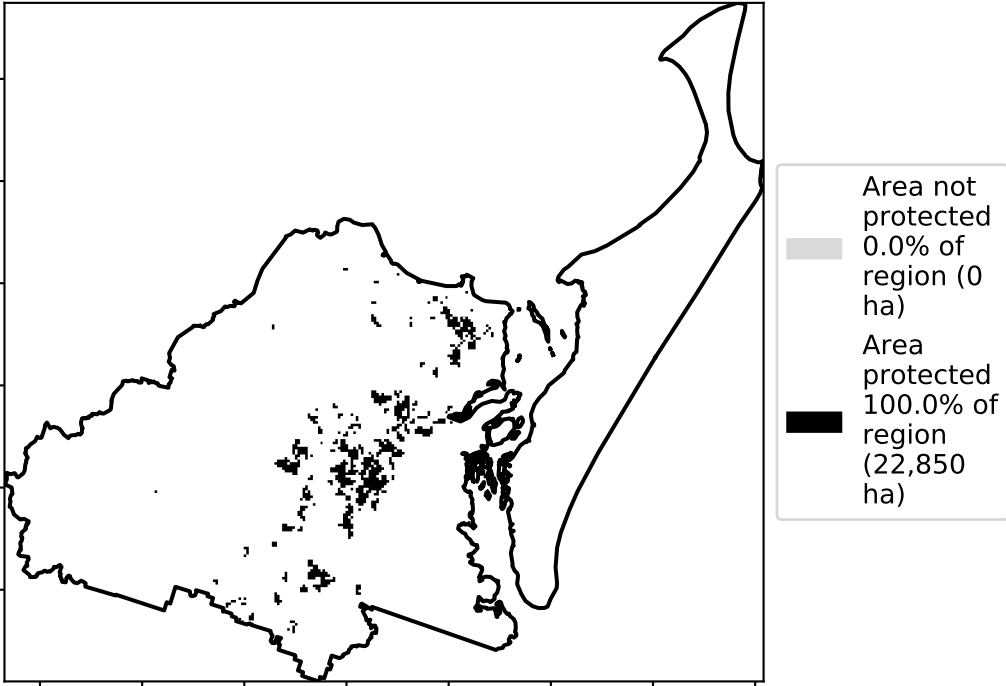 Area not
protected
0.0% of
region (0
ha)
Area
protected
100.0% of
region
(22,850
ha)